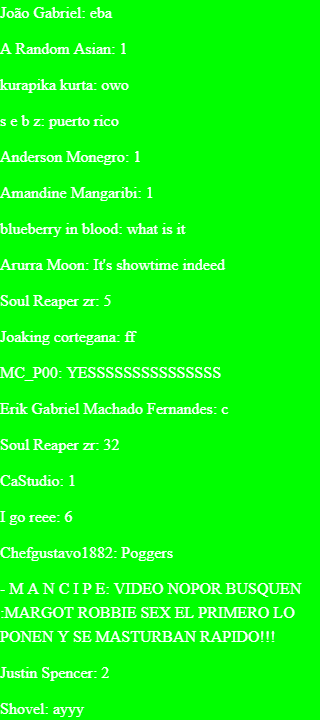 João Gabriel: eba
A Random Asian: 1
kurapika kurta: owo
s e b z: puerto rico
Anderson Monegro: 1
Amandine Mangaribi: 1
blueberry in blood: what is it
Arurra Moon: It's showtime indeed
Soul Reaper zr: 5
Joaking cortegana: ff
MC_P00: YESSSSSSSSSSSSSSS
Erik Gabriel Machado Fernandes: c
Soul Reaper zr: 32
CaStudio: 1
I go reee: 6
Chefgustavo1882: Poggers
- M A N C I P E: VIDEO NOPOR BUSQUEN
:MARGOT ROBBIE SEX EL PRIMERO LO
PONEN Y SE MASTURBAN RAPIDO!!!
Justin Spencer: 2
Shovel: ayyy